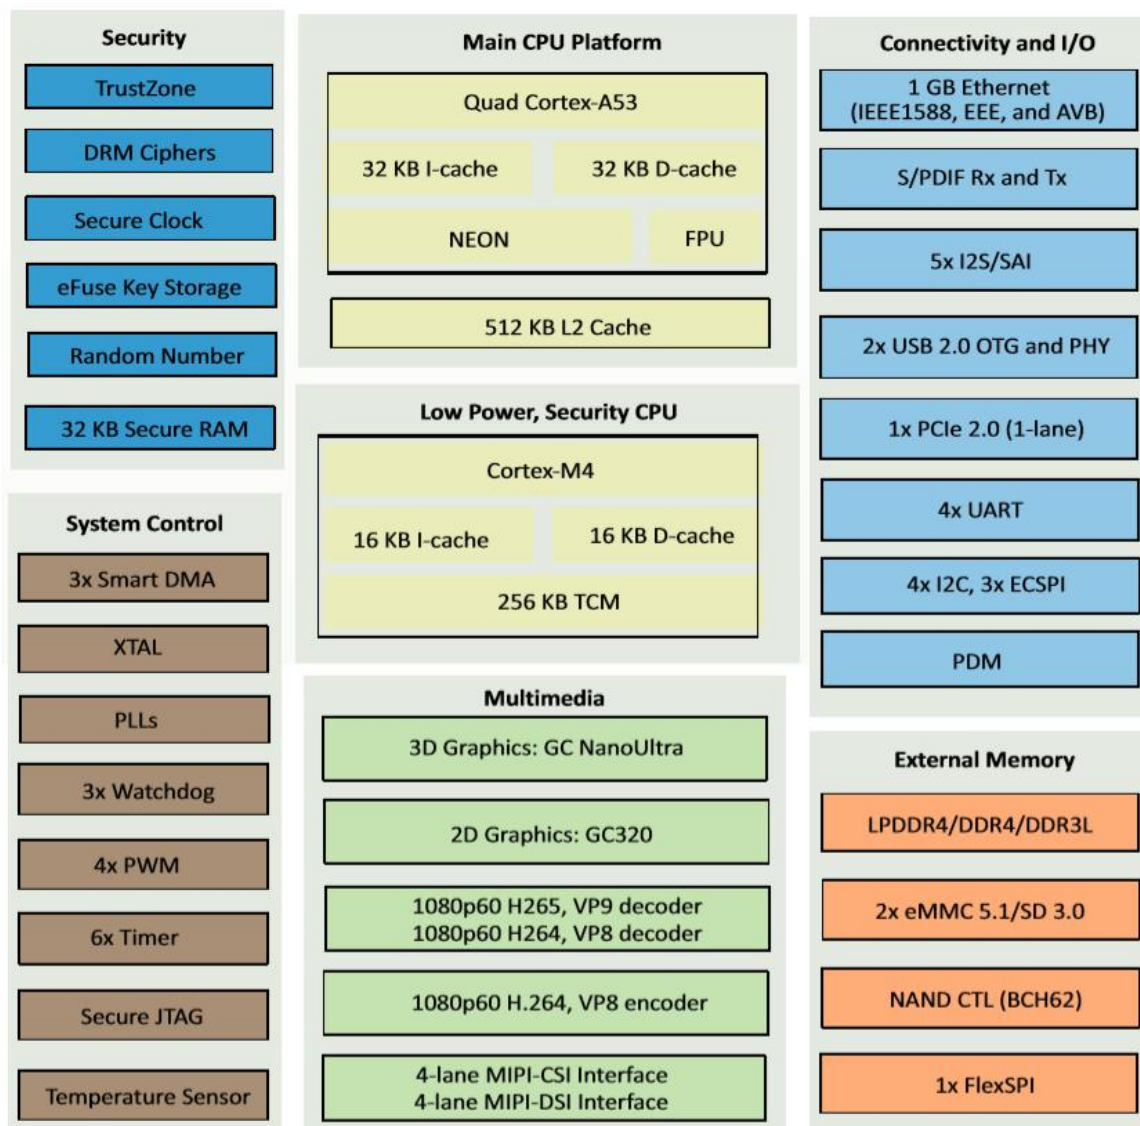 Security
TrustZone
DRM Ciphers
Secure Clock
eFuse Key Storage
Random Number
32 KB Secure RAM
System Control
3x Smart DMA
XTAL
PLLs
3x Watchdog
4x PWM
6x Timer
Secure JTAG
Temperature Sensor
Main CPU Platform
Quad Cortex-A53
32 KB I-cache 32 KB D-cache
NEON FPU
512 KB L2 Cache
Low Power, Security CPU
Cortex-M4
16 KB I-cache 16 KB D-cache
256 KB TCM
Multimedia
3D Graphics: GC NanoUltra
2D Graphics: GC320
1080p60 H265, VP9 decoder
1080p60 H264, VP8 decoder
1080p60 H.264, VP8 encoder
4-lane MIPI-CSI Interface
4-lane MIPI-DSI Interface
Connectivity and I/O
1 GB Ethernet
(IEEE1588, EEE, and AVB)
S/PDIF Rx and Tx
5x I2S/SAI
2x USB 2.0 OTG and PHY
1x PCIe 2.0 (1-lane)
4x UART
4x I2C, 3x ECSPI
PDM
External Memory
LPDDR4/DDR4/DDR3L
2x eMMC 5.1/SD 3.0
NAND CTL (BCH62)
1x FlexSPI